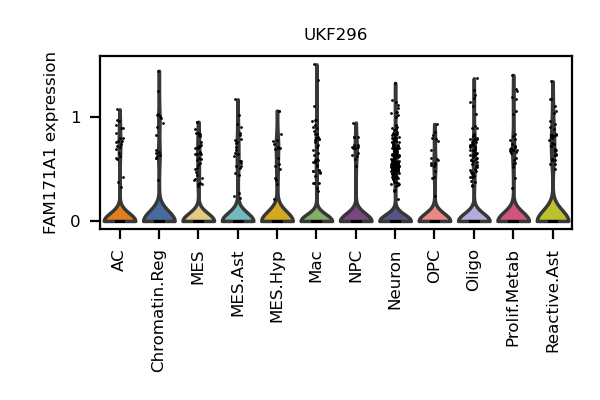 UKF296
FAM171A1 expression
1
0
AC
Chromatin.Reg
MES
MES.Ast
MES.Hyp
Mac
NPC
Neuron
OPC
Oligo
Prolif.Metab
Reactive.Ast